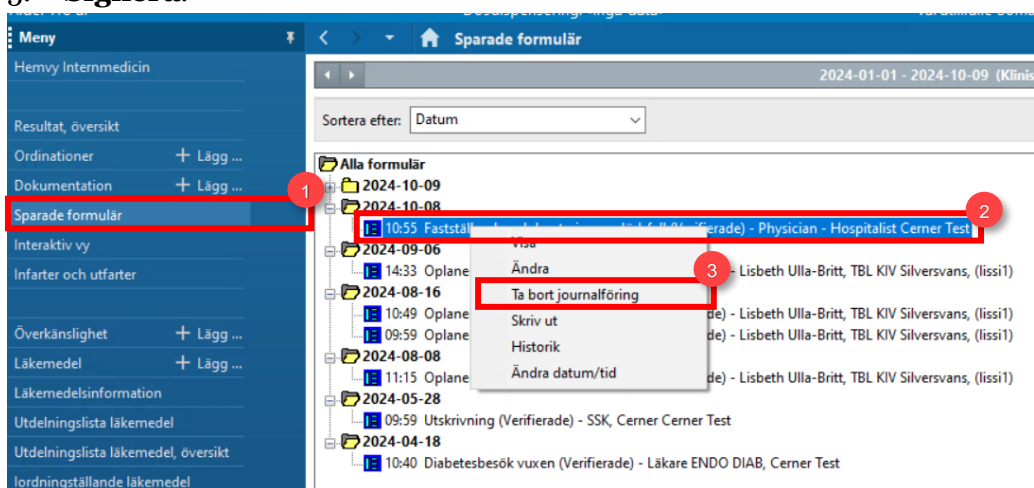 Signera.
Meny
Sparade formulär
Hemvy Internmedicin
2024-01-01 - 2024-10-09 (Klinis
Resultat, översikt
Sortera efter: Datum
Ordinationer + Lägg ...
Dokumentation + Lägg ...
Sparade formulär
Interaktiv vy
Infarter och utfarter
Överkänslighet + Lägg ...
Läkemedel + Lägg ...
Läkemedelsinformation
Utdelningslista läkemedel
Utdelningslista läkemedel, översikt
Iordningställande läkemedel
Alla formulär
2024-10-09
1
2024-10-08
2
10:55 Faststäl
- Physician - Hospitalist Cerner Test
2024-09-06
Visa
14:33 Oplane
Ändra
3
- Lisbeth Ulla-Britt, TBL KIV Silversvans, (lissi1)
2024-08-16
Ta bort journalföring
10:49 Oplane
de) - Lisbeth Ulla-Britt, TBL KIV Silversvans, (lissi1)
Skriv ut
09:59 Oplane
de) - Lisbeth Ulla-Britt, TBL KIV Silversvans, (lissi1)
2024-08-08
Historik
11:15 Oplane
Ändra datum/tid
de) - Lisbeth Ulla-Britt, TBL KIV Silversvans, (lissi1)
2024-05-28
09:59 Utskrivning (Verifierade) - SSK, Cerner Cerner Test
2024-04-18
10:40 Diabetesbesök vuxen (Verifierade) - Läkare ENDO DIAB, Cerner Test